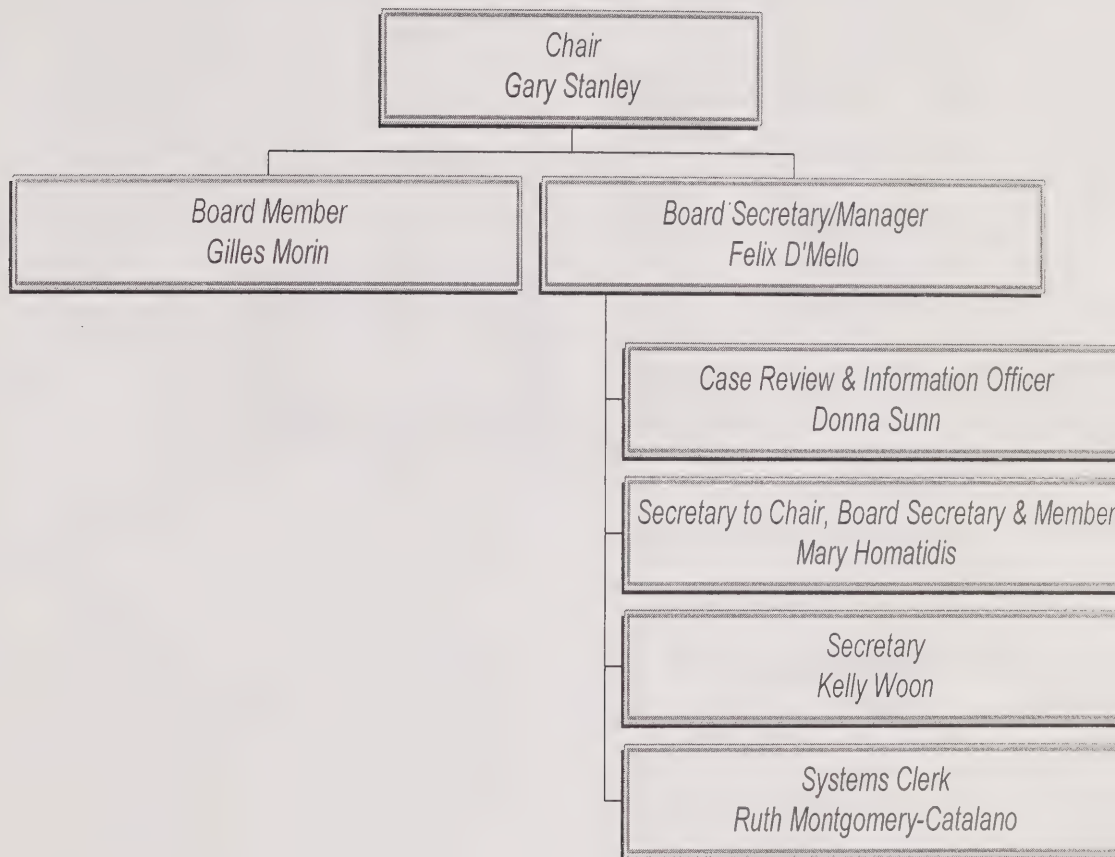 Chair
Gary Stanley
Board Member
Gilles Morin
Board Secretary/Manager
Felix D'Mello
Case Review & Information Officer
Donna Sunn
Secretary to Chair, Board Secretary & Member
Mary Homatidis
Secretary
Kelly Woon
Systems Clerk
Ruth Montgomery-Catalano